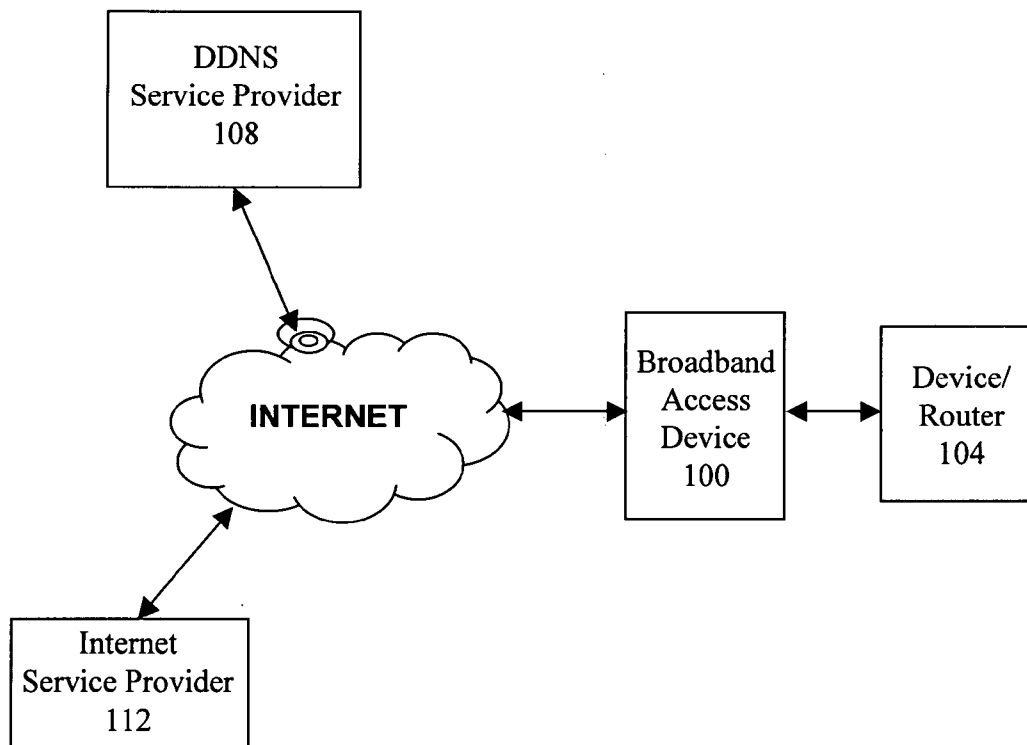 DDNS
Service Provider
108
INTERNET
Broadband
Access
Device
100
Device/
Router
104
Internet
Service Provider
112